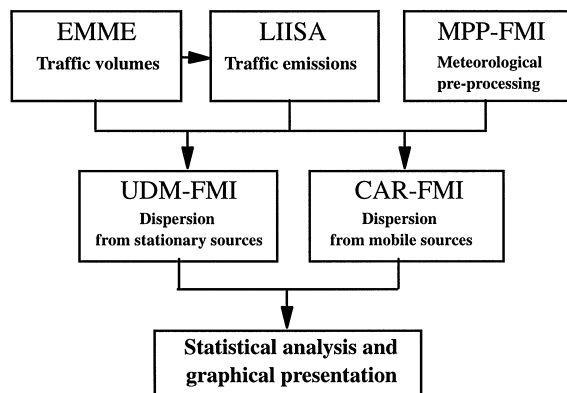 EMME
Traffic volumes
LIISA
Traffic emissions
MPP-FMI
Meteorological
pre-processing
UDM-FMI
Dispersion
from stationary sources
CAR-FMI
Dispersion
from mobile sources
Statistical analysis and
graphical presentation